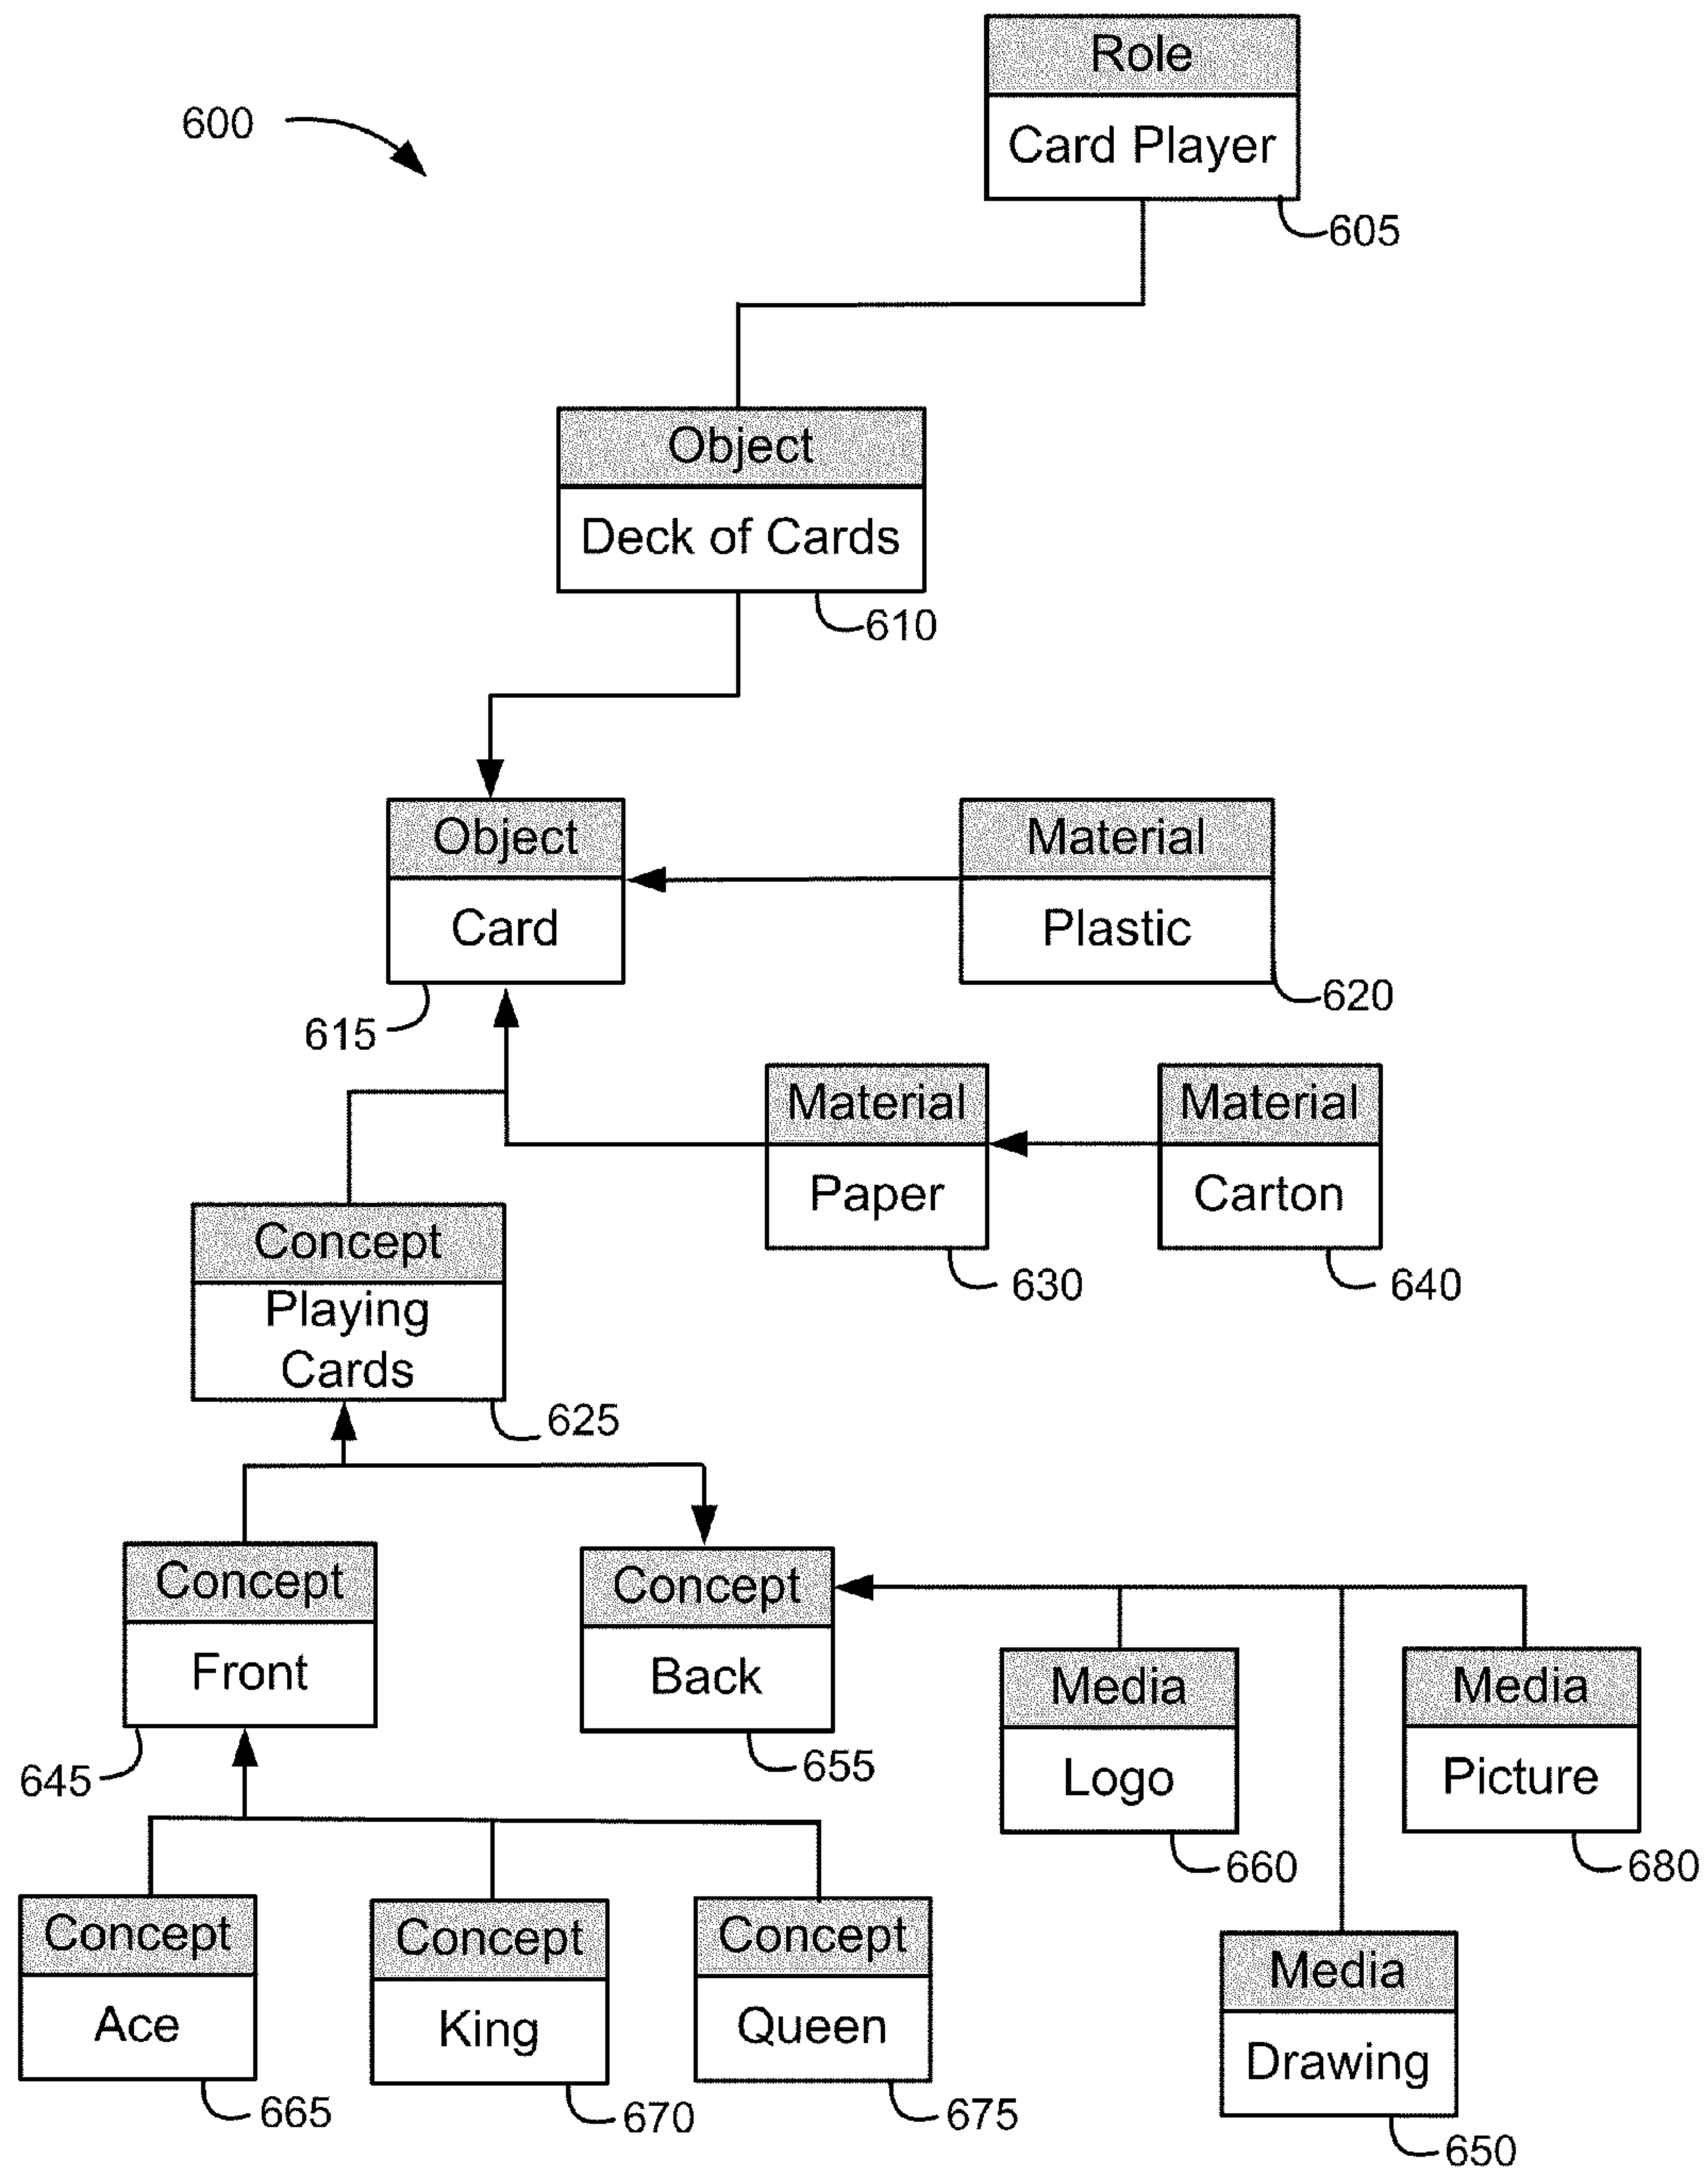 Role
600
Card Player
605
Object
Deck of Cards
610
Object
Material
Card
Plastic
620
615
Material
Material
Paper
Carton
Concept
630
640
Playing
Cards
625
Concept
Concept
Front
Back
Media
Media
645
655
Logo
Picture
660
680
Concept
Concept
Concept
Media
Ace
King
Queen
Drawing
665
670
675
650